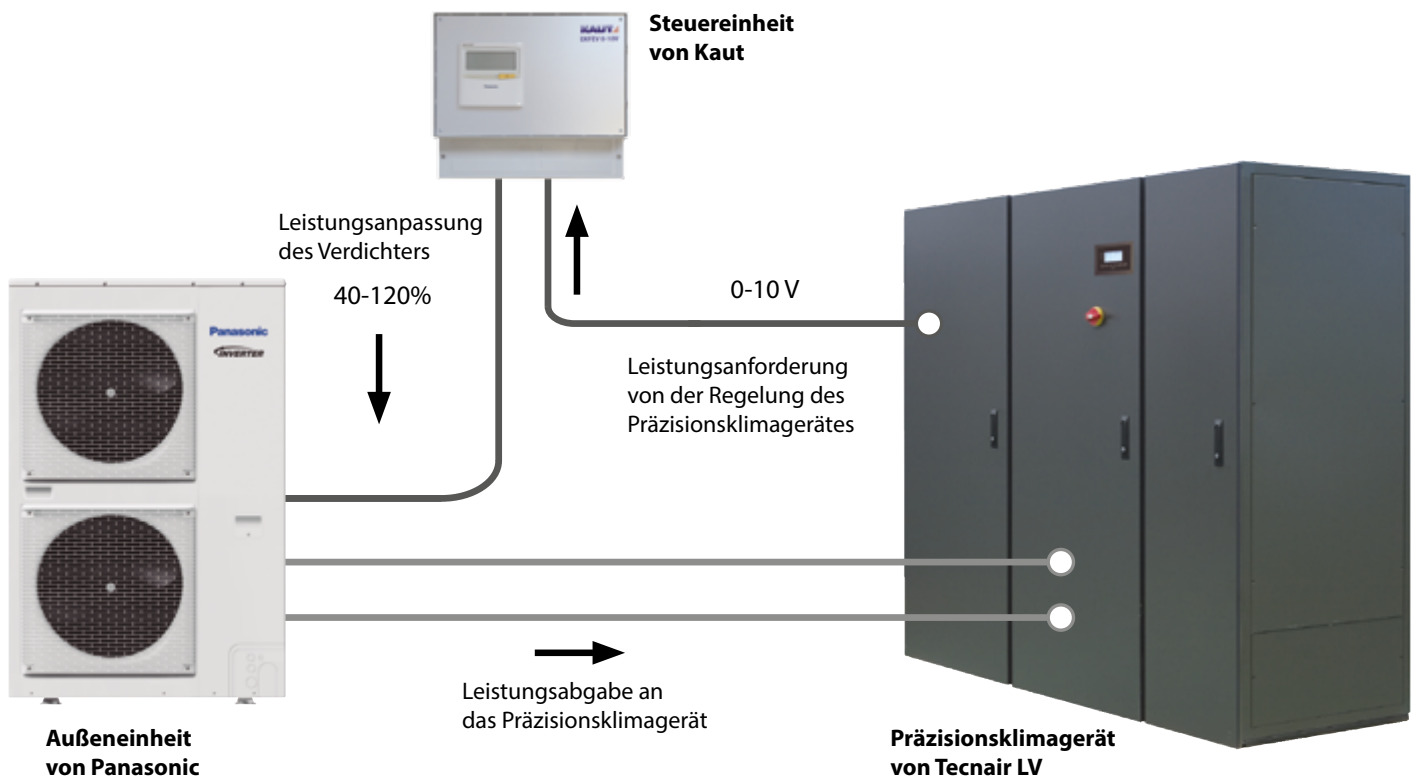 Steuereinheit
von Kaut
KAUT
Leistungsanpassung
des Verdichters
40-120%
0-10 V
Panasonic
INVERTER
Leistungsanforderung
von der Regelung des
Präzisionsklimagerätes
Leistungsabgabe an
das Präzisionsklimagerät
Außeneinheit
von Panasonic
Präzisionsklimagerät
von Tecnair LV